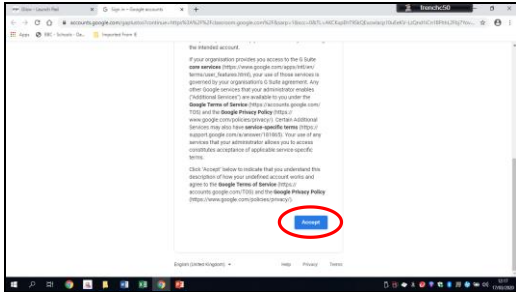 frenchc50
Sign in - Google accounts
Apps
the intended account.
If your organisation provides you access to the G Suite
core services (https://www.google.com/apps/intl/en/
terms/user_features.html), your use of those services is
governed by your organisation's G Suite agreement. Any
other Google services that your administrator enables
("Additional Services") are available to you under the
Google Terms of Service (https://accounts.google.com/
TOS) and the Google Privacy Policy (https://
www.google.com/policies/privacy/). Certain Additional
Services may also have service-specific terms (https://
support.google.com/a/answer/181865). Your use of any
services that your administrator allows you to access
constitutes acceptance of applicable service-specific
terms.
Click "Accept" below to indicate that you understand this
description of how your undefined account works and
agree to the Google Terms of Service (https://
accounts.google.com/TOS) and the Google Privacy Policy
(https://www.google.com/policies/privacy/).
Accept
English (United Kingdom)
Help Privacy Terms
17/03/2020